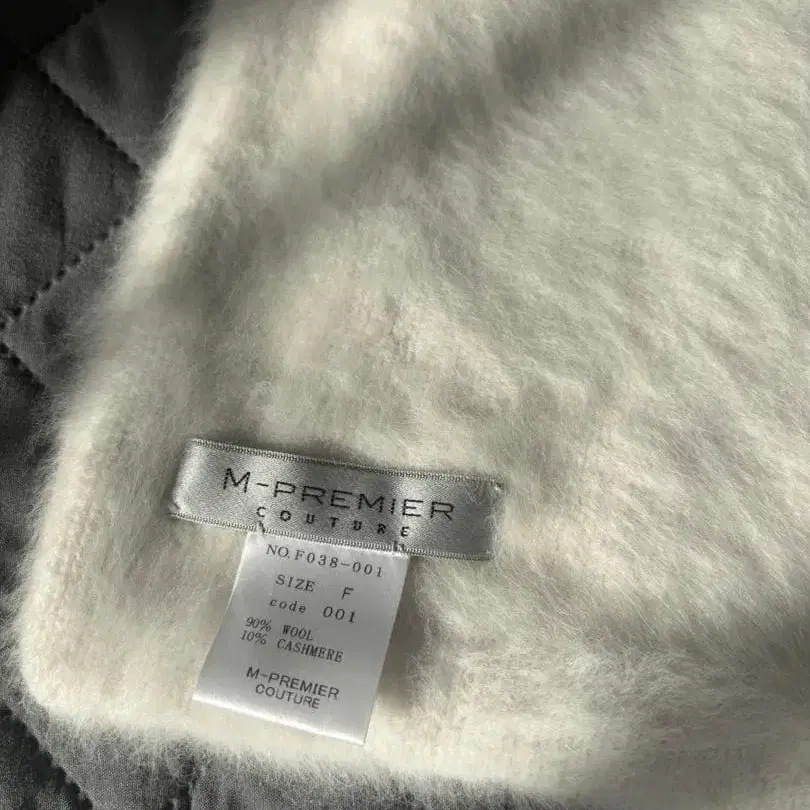 M-PREMIER
COUTURE
NO.F038-001
SIZE F
code 001
90% WOOL
10% CASHMERE
M-PREMIER
COUTURE